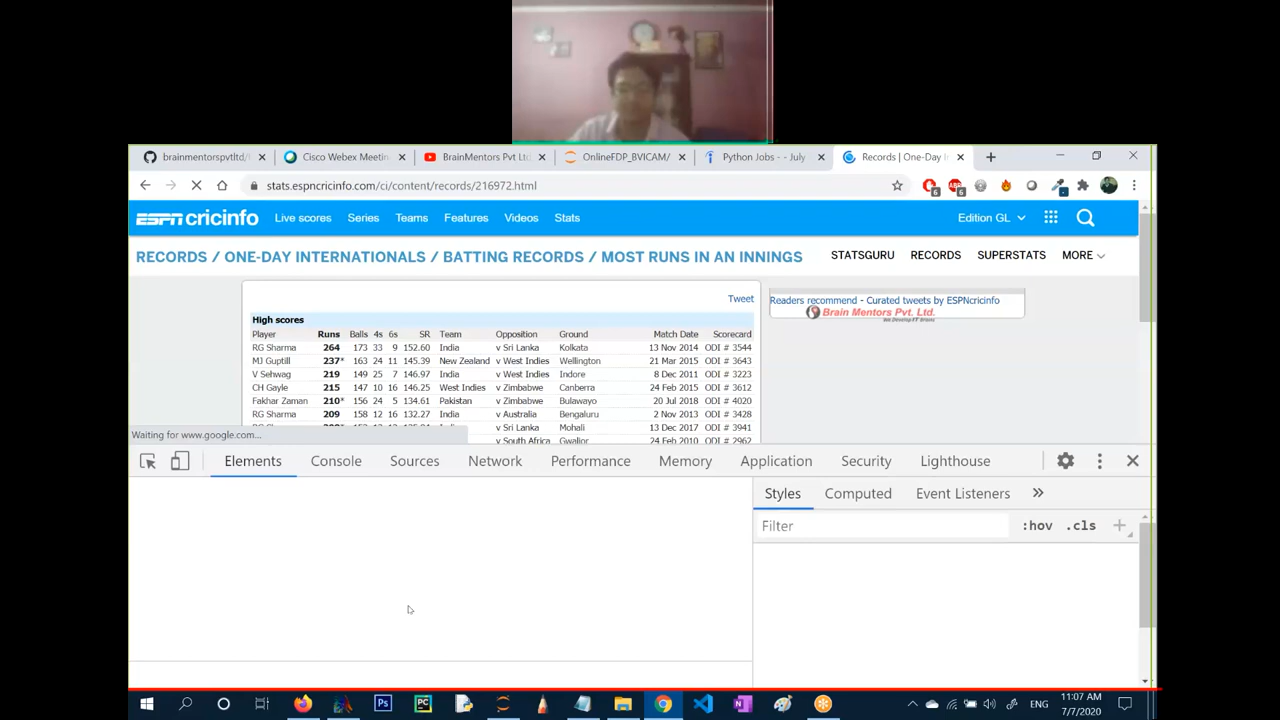 brainmentorspvtltd/
Cisco Webex Meetin
BrainMentors Pvt Ltd
OnlineFDP_BVICAM/
Python Jobs - - July
Records | One-Day I
stats.espncricinfo.com/ci/content/records/216972.html
ESPN cricinfo Live scores Series Teams Features Videos Stats Edition GL
RECORDS / ONE-DAY INTERNATIONALS / BATTING RECORDS / MOST RUNS IN AN INNINGS STATSGURU RECORDS SUPERSTATS MORE
Tweet
Readers recommend - Curated tweets by ESPNcricinfo
Brain Mentors Pvt. Ltd.
High scores
Player Runs Balls 4s 6s SR Team Opposition Ground Match Date Scorecard
RG Sharma 264 173 33 9 152.60 India v Sri Lanka Kolkata 13 Nov 2014 ODI # 3544
MJ Guptill 237* 163 24 11 145.39 New Zealand v West Indies Wellington 21 Mar 2015 ODI # 3643
V Sehwag 219 149 25 7 146.97 India v West Indies Indore 8 Dec 2011 ODI # 3223
CH Gayle 215 147 10 16 146.25 West Indies v Zimbabwe Canberra 24 Feb 2015 ODI # 3612
Fakhar Zaman 210* 156 24 5 134.61 Pakistan v Zimbabwe Bulawayo 20 Jul 2018 ODI # 4020
RG Sharma 209 158 12 16 132.27 India v Australia Bengaluru 2 Nov 2013 ODI # 3428
v Sri Lanka Mohali 13 Dec 2017 ODI # 3941
v South Africa Gwalior 24 Feb 2010 ODI # 2962
Waiting for www.google.com...
Elements Console Sources Network Performance Memory Application Security Lighthouse
Styles Computed Event Listeners »
Filter :hov .cls +
ENG
11:07 AM
7/7/2020